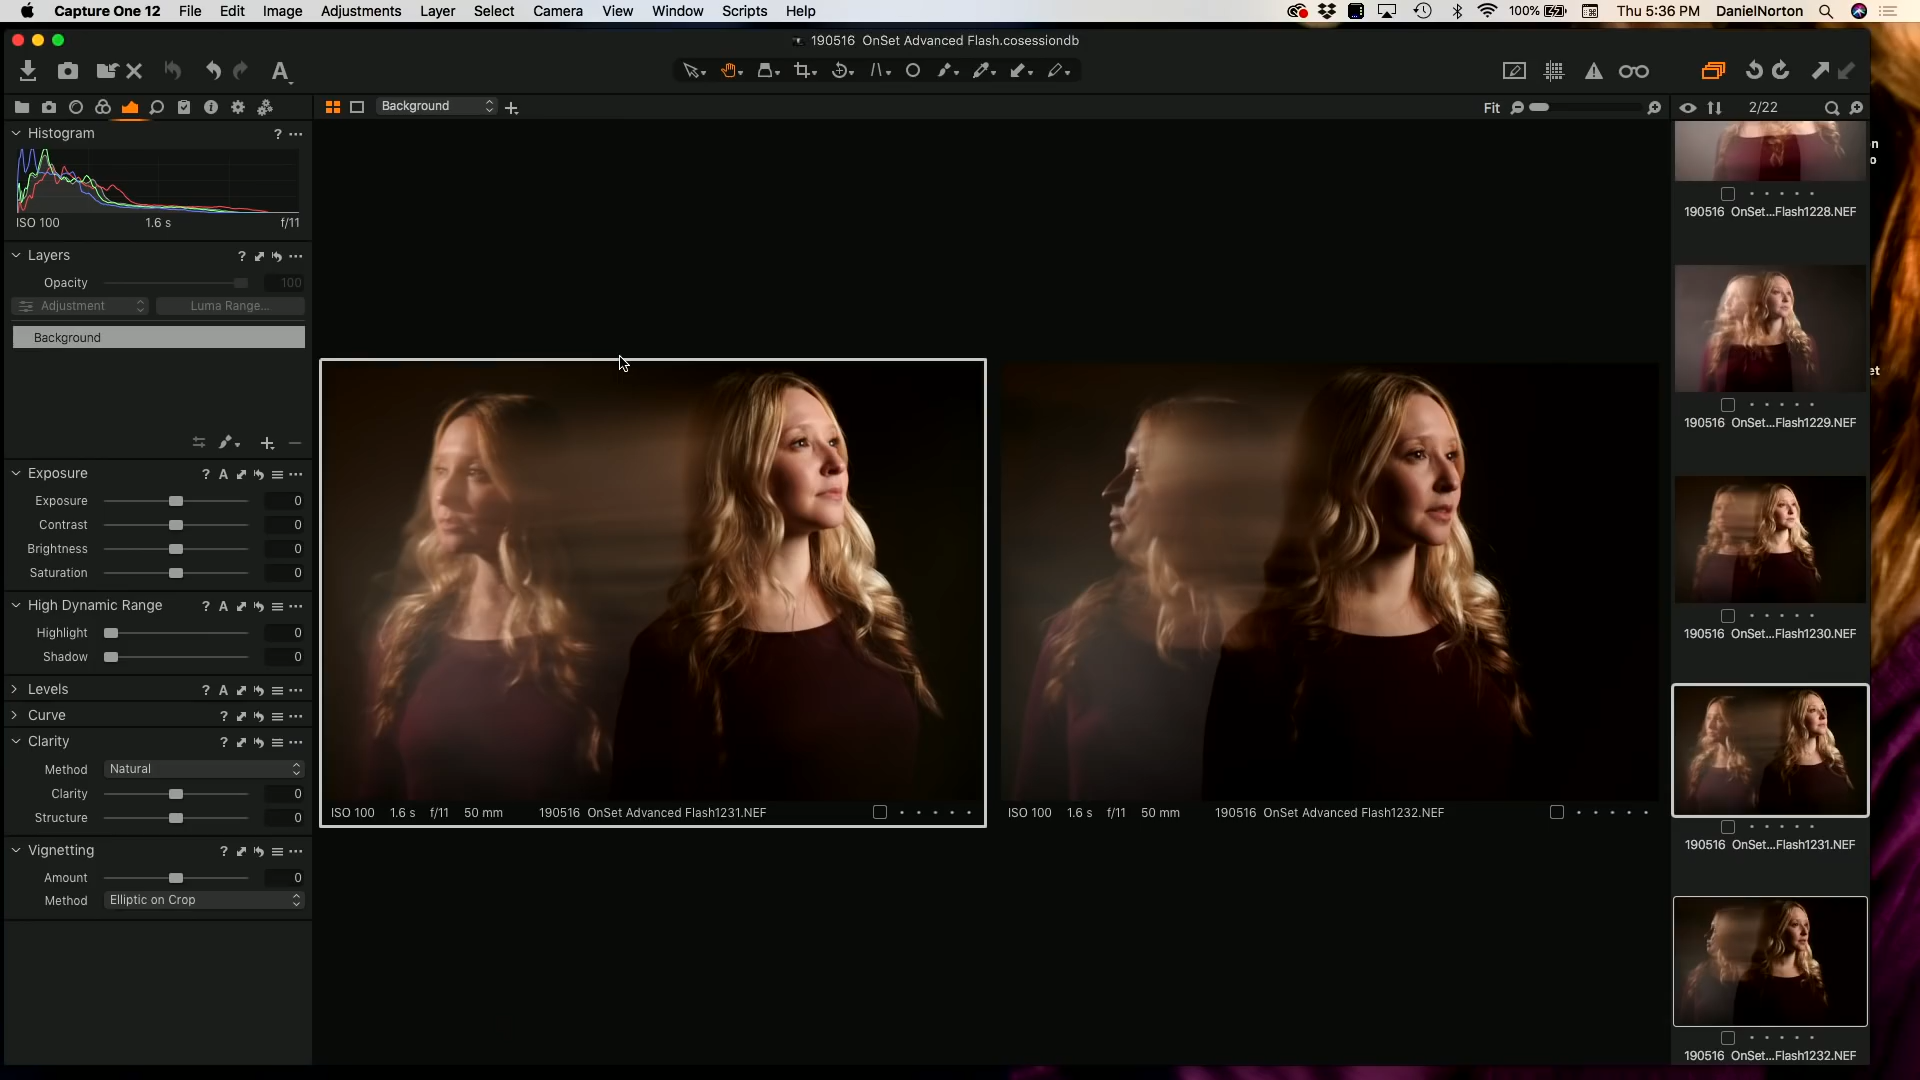 Capture One 12 File Edit Image Adjustments Layer Select Camera View Window Scripts Help 100% Thu 5:36 PM DanielNorton
190516 OnSet Advanced Flash.cosessiondb
A
Background
Fit
2/22
Histogram ? ...
ISO 100 1.6 s f/11
Layers ? ...
Opacity 100
Adjustment Luma Range...
Background
Exposure ? A ...
Exposure 0
Contrast 0
Brightness 0
Saturation 0
High Dynamic Range ? A ...
Highlight 0
Shadow 0
Levels ? A ...
Curve ? ...
Clarity ? ...
Method Natural
Clarity 0
Structure 0
Vignetting ? ...
Amount 0
Method Elliptic on Crop
ISO 100 1.6 s f/11 50 mm 190516 OnSet Advanced Flash1231.NEF
ISO 100 1.6 s f/11 50 mm 190516 OnSet Advanced Flash1232.NEF
190516 OnSet...Flash1228.NEF
190516 OnSet...Flash1229.NEF
190516 OnSet...Flash1230.NEF
190516 OnSet...Flash1231.NEF
190516 OnSet...Flash1232.NEF